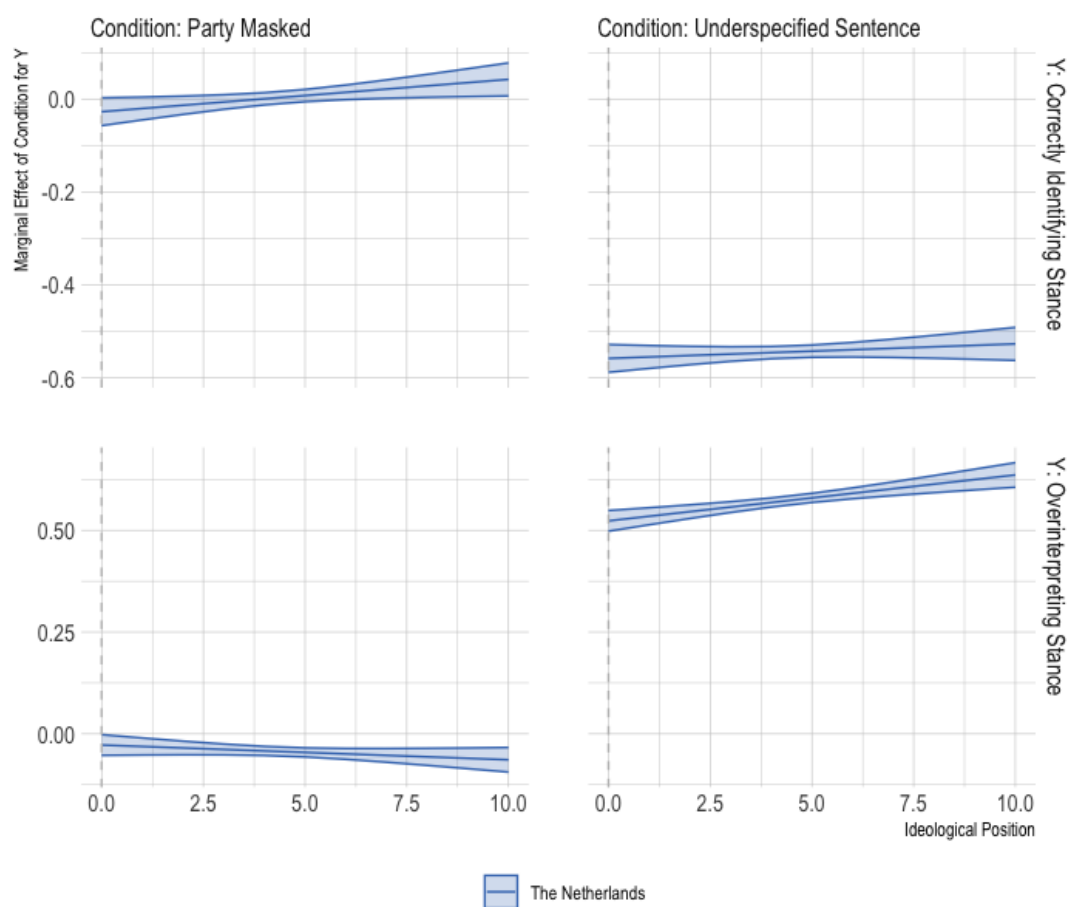 Condition: Party Masked
Condition: Underspecified Sentence
Marginal Effect of Condition for Y
0.0
-0.2
-0.4
-0.6
Y: Correctly Identifying Stance
0.50
0.25
0.00
Y: Overinterpreting Stance
0.0 2.5 5.0 7.5 10.0
0.0 2.5 5.0 7.5 10.0
Ideological Position
The Netherlands